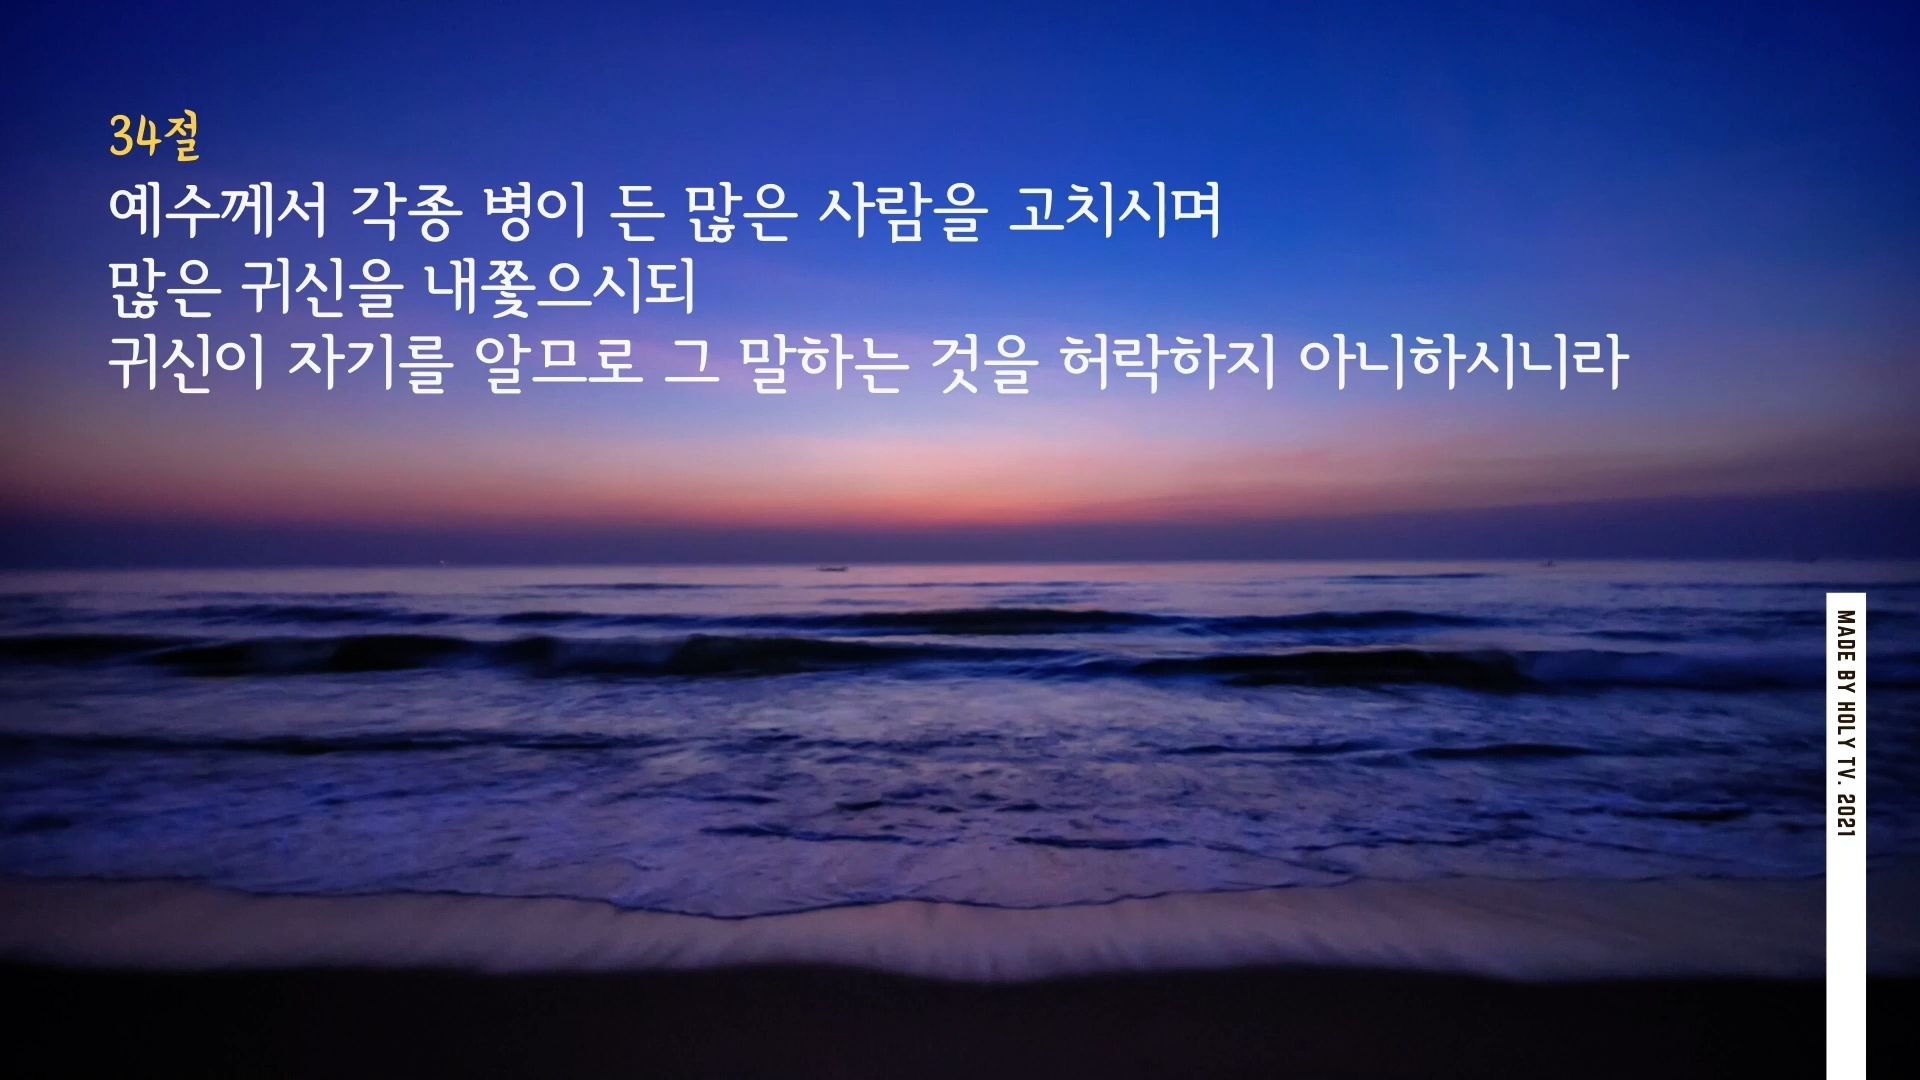 34절
예수께서 각종 병이 든 많은 사람을 고치시며
많은 귀신을 내쫓으시되
귀신이 자기를 알므로 그 말하는 것을 허락하지 아니하시니라
MADE BY HOLY TV. 2021